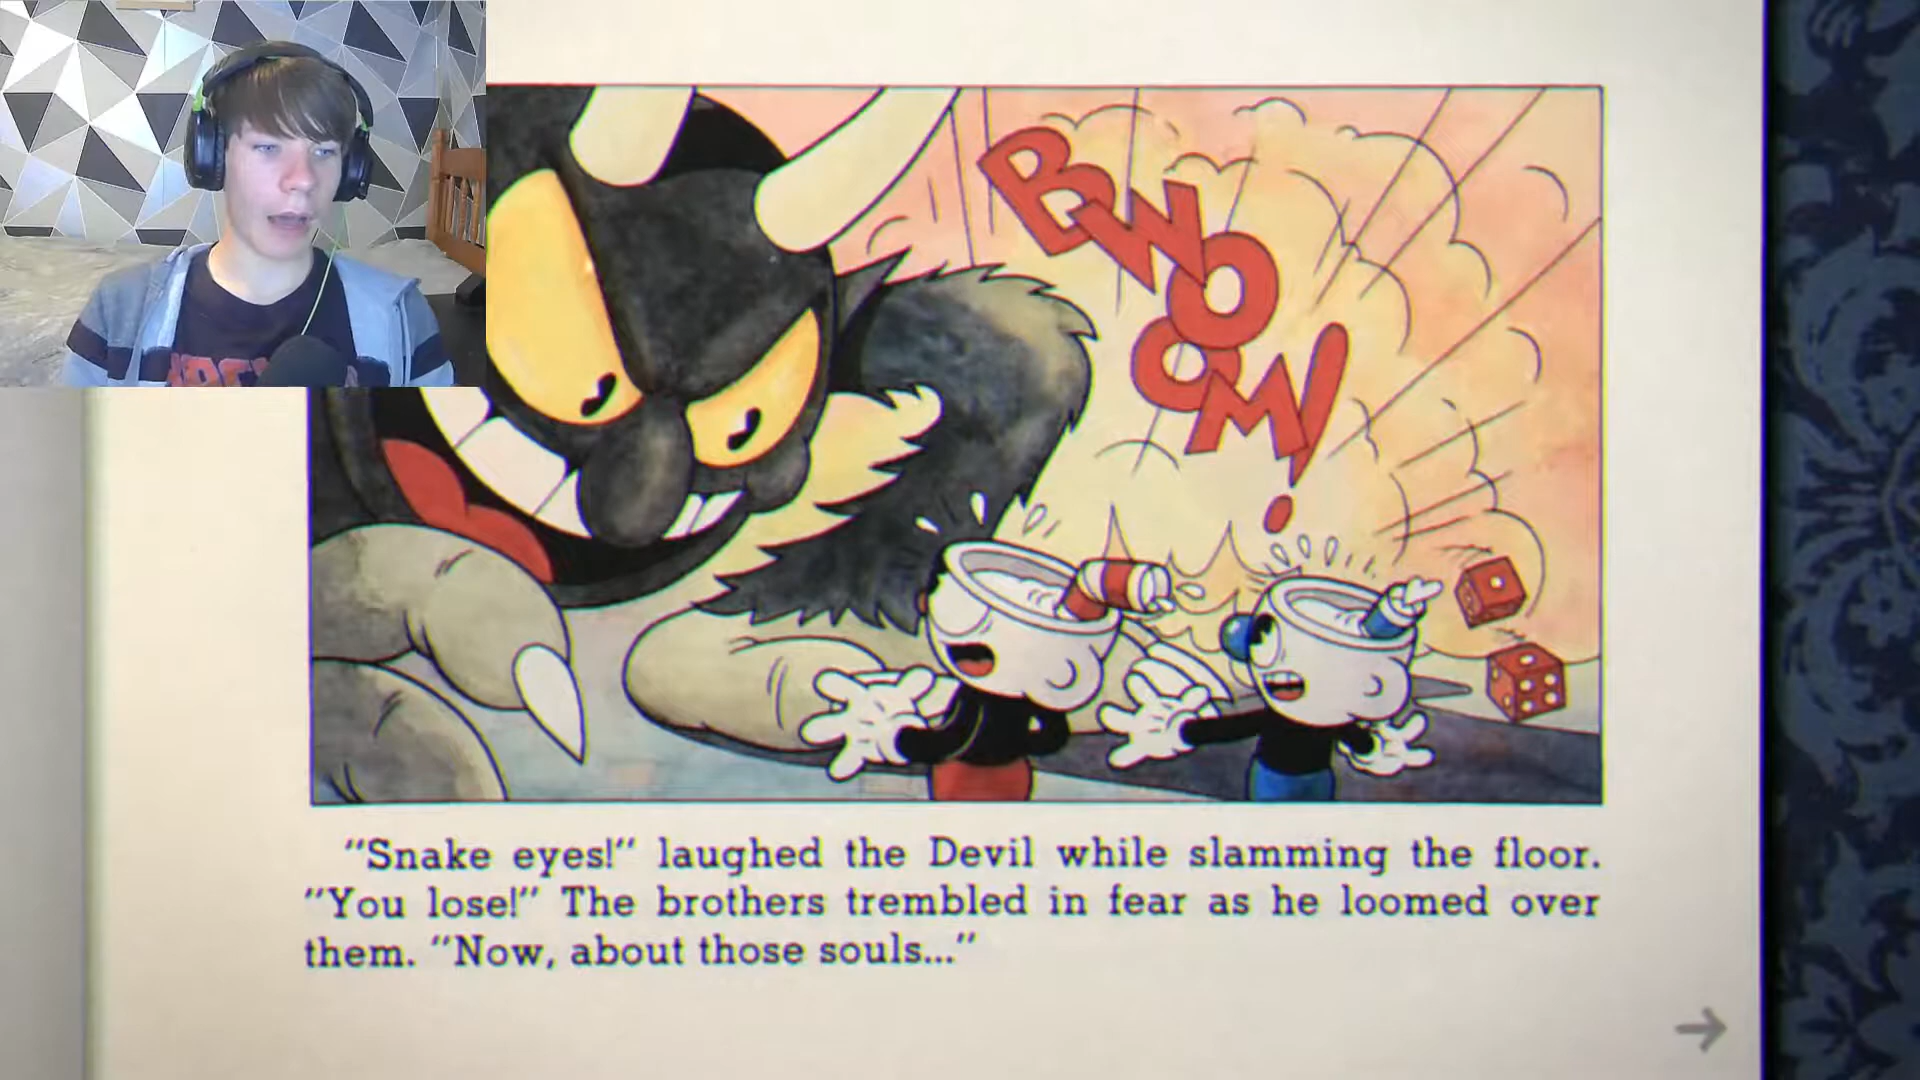 BWOOM!
"Snake eyes!" laughed the Devil while slamming the floor.
"You lose!" The brothers trembled in fear as he loomed over
them. "Now, about those souls..."